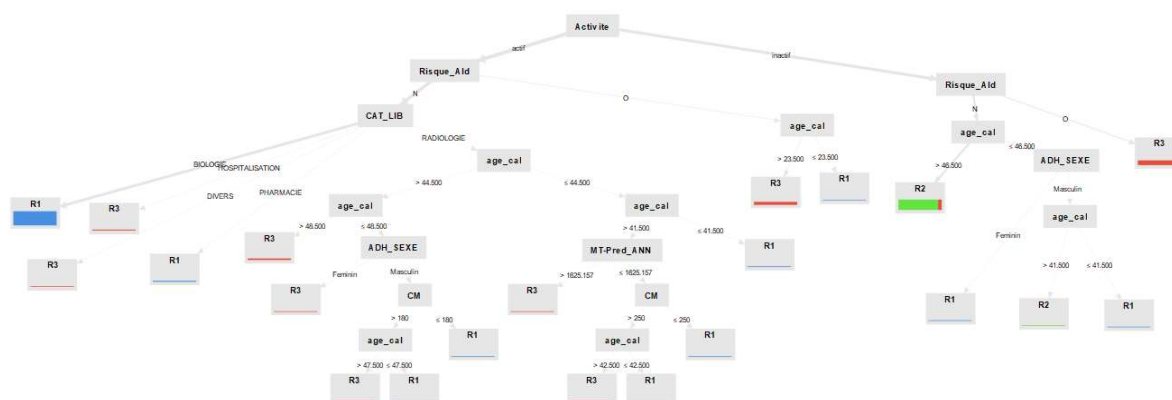 Activite
actif
inactif
Risque_Ald
Risque_Ald
N
O
N
O
CAT_LIB
age_cal
age_cal
RADIOLOGIE
≤ 46.500
R3
age_cal
> 23.500
≤ 23.500
> 46.500
ADH_SEXE
BIOLOGIE
HOSPITALISATION
DIVERS
PHARMACIE
> 44.500
≤ 44.500
R3
R1
R2
Masculin
R1
R3
age_cal
age_cal
age_cal
> 46.500
≤ 46.500
> 41.500
≤ 41.500
Feminin
R3
ADH_SEXE
MT-Pred_ANN
R1
> 41.500
≤ 41.500
R3
R1
Feminin
Masculin
> 1625.157
≤ 1625.157
R3
CM
R3
CM
R1
R2
R1
> 180
≤ 180
> 250
≤ 250
age_cal
R1
age_cal
R1
> 47.500
≤ 47.500
> 42.500
≤ 42.500
R3
R1
R3
R1